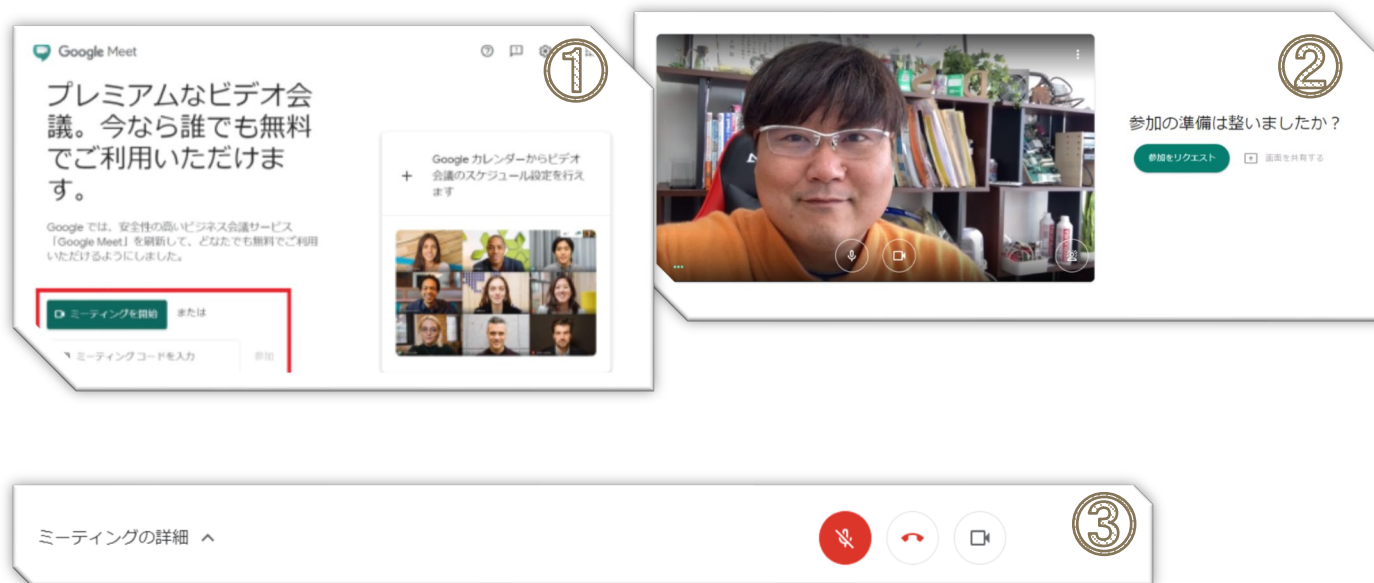 Google Meet
①
プレミアムなビデオ会
議。今なら誰でも無料
でご利用いただけま
す。
Google では、安全性の高いビジネス会議サービス
「Google Meet」を刷新して、どなたでも無料でご利用
いただけるようにしました。
ミーティングを開始 または
ミーティング コードを入力 参加
Google カレンダーからビデオ
会議のスケジュール設定を行え
ます
②
参加の準備は整いましたか？
参加をリクエスト 画面を共有する
③
ミーティングの詳細